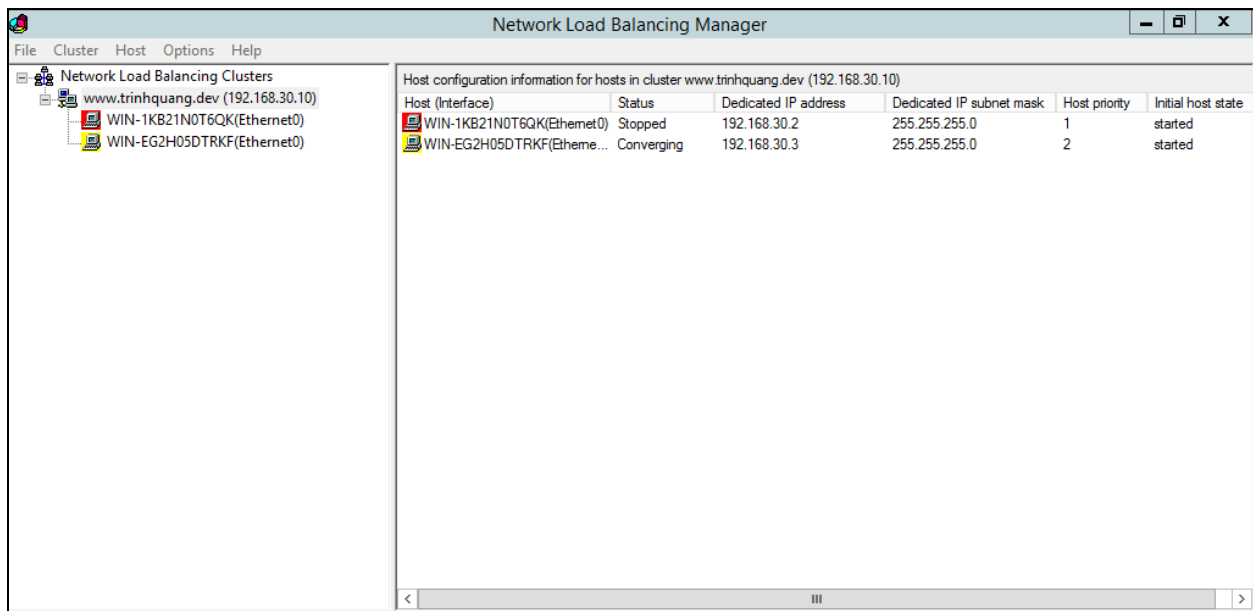 Network Load Balancing Manager
File Cluster Host Options Help
Network Load Balancing Clusters
www.trinhquang.dev (192.168.30.10)
WIN-1KB21N0T6QK(Ethernet0)
WIN-EG2H05DTRKF(Ethernet0)
Host configuration information for hosts in cluster www.trinhquang.dev (192.168.30.10)
Host (Interface) Status Dedicated IP address Dedicated IP subnet mask Host priority Initial host state
WIN-1KB21N0T6QK(Ethernet0) Stopped 192.168.30.2 255.255.255.0 1 started
WIN-EG2H05DTRKF(Etherne... Converging 192.168.30.3 255.255.255.0 2 started